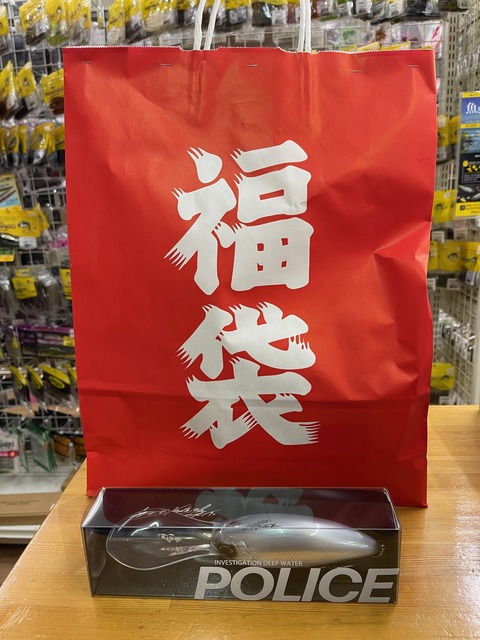 福
袋
INVESTIGATION DEEP WATER
POLICE